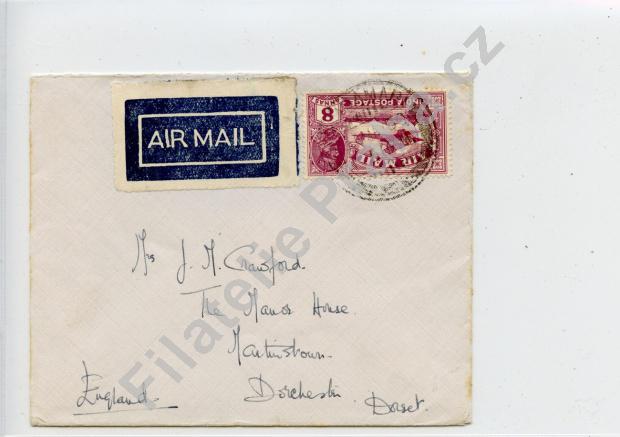 AIR MAIL
8
ANNAS
INDIA POSTAGE
AIR MAIL
Mrs J. M. Crawford.
The Manor House.
Martinstown.
Dorchester
Dorset.
England.
Filatelie Praha.cz